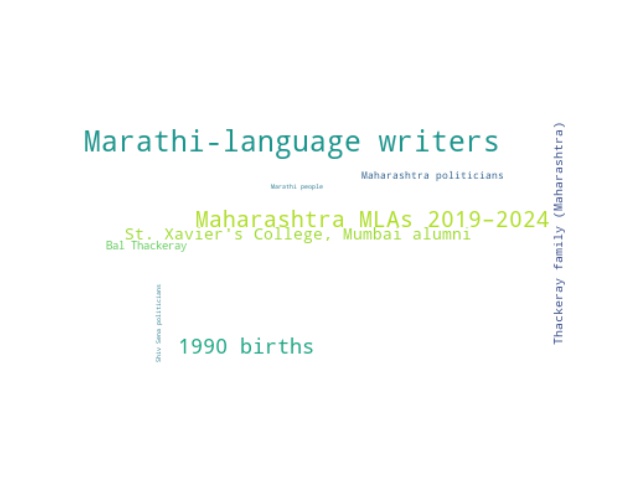 Marathi-language writers
Maharashtra politicians
Marathi people
Maharashtra MLAs 2019–2024
St. Xavier's College, Mumbai alumni
Bal Thackeray
Thackeray family (Maharashtra)
Shiv Sena politicians
1990 births